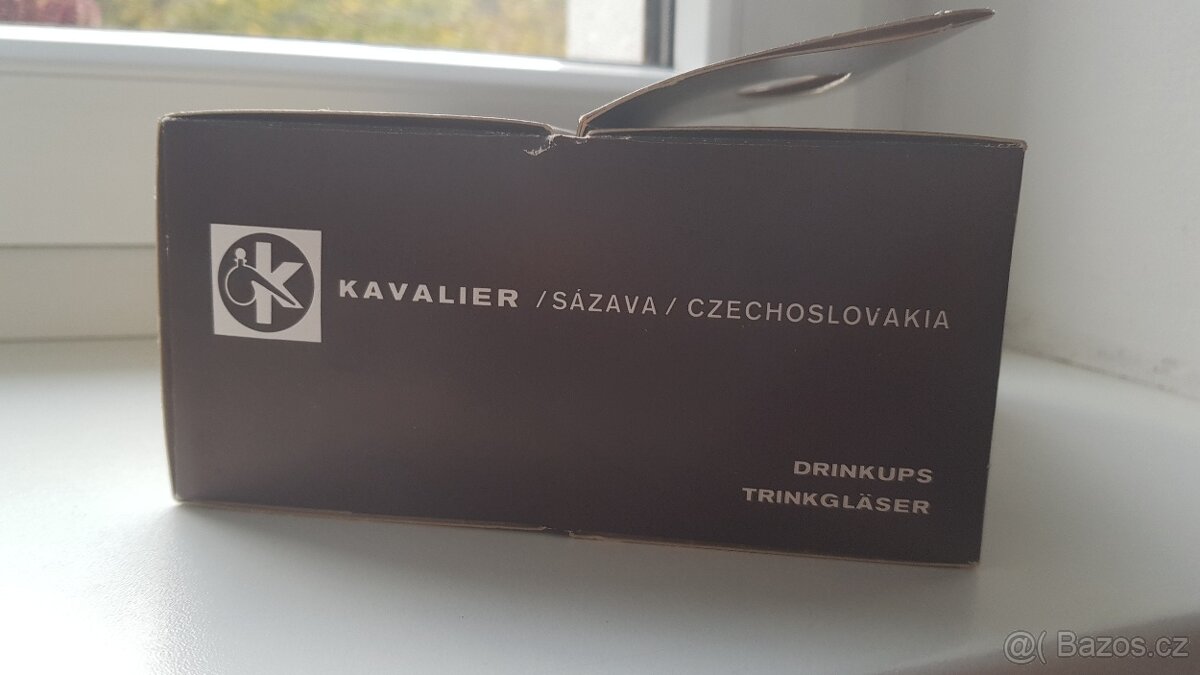 K
KAVALIER / SÁZAVA / CZECHOSLOVAKIA
DRINKUPS
TRINKGLÄSER
@( Bazos.cz